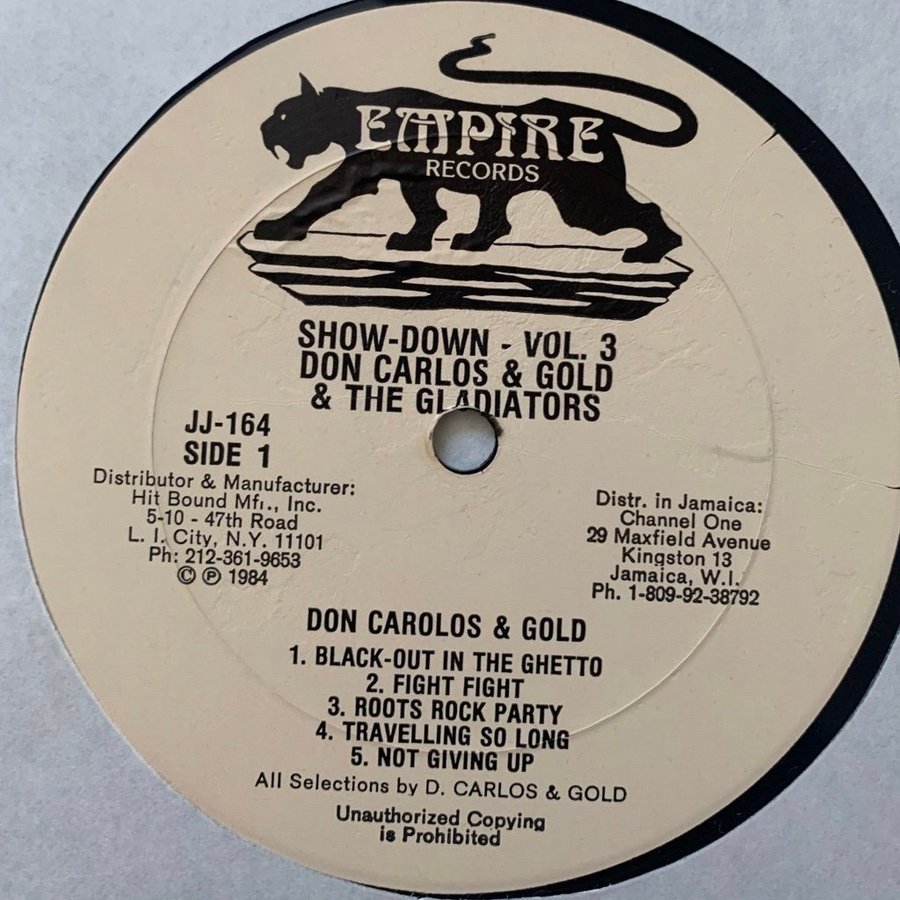 EMPIRE
RECORDS
SHOW-DOWN - VOL. 3
DON CARLOS & GOLD
& THE GLADIATORS
JJ-164
SIDE 1
Distributor & Manufacturer:
Hit Bound Mfr., Inc.
5-10 - 47th Road
L. I. City, N.Y. 11101
Ph: 212-361-9653
© ℗ 1984
Distr. in Jamaica:
Channel One
29 Maxfield Avenue
Kingston 13
Jamaica, W.I.
Ph. 1-809-92-38792
DON CAROLOS & GOLD
1. BLACK-OUT IN THE GHETTO
2. FIGHT FIGHT
3. ROOTS ROCK PARTY
4. TRAVELLING SO LONG
5. NOT GIVING UP
All Selections by D. CARLOS & GOLD
Unauthorized Copying
is Prohibited